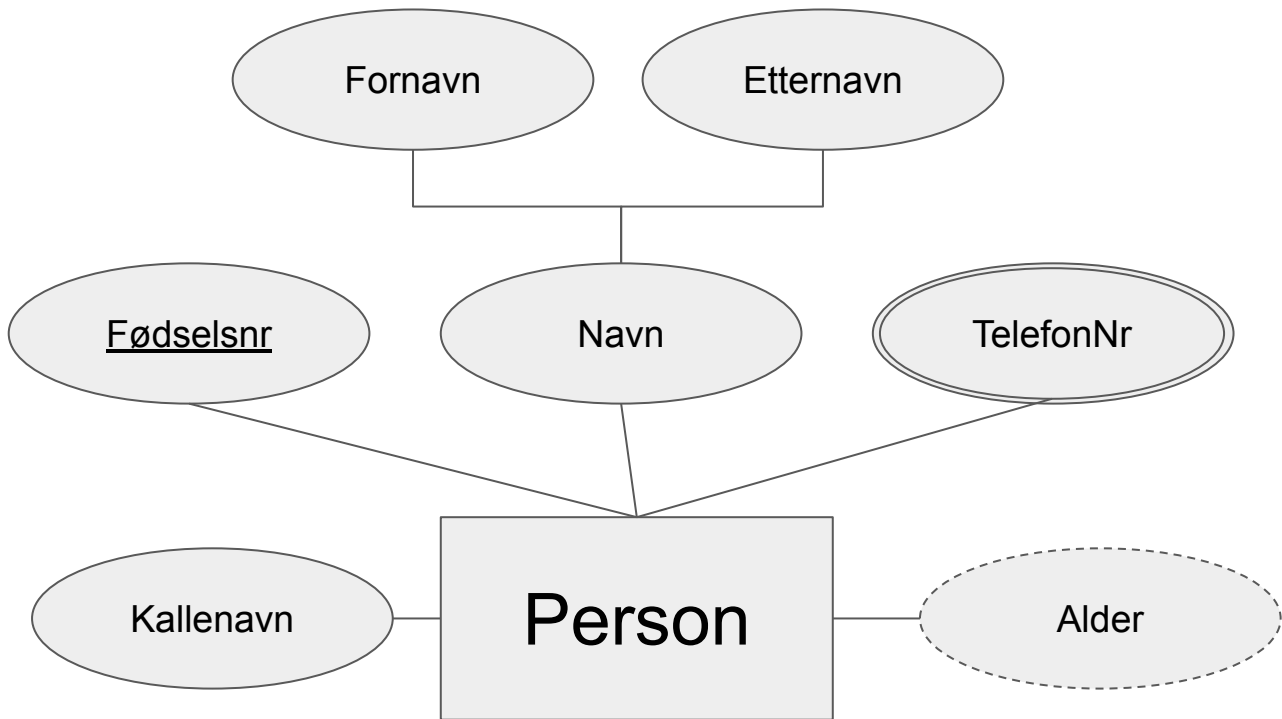 Fornavn
Etternavn
Fødselsnr
Navn
TelefonNr
Kallenavn
Person
Alder